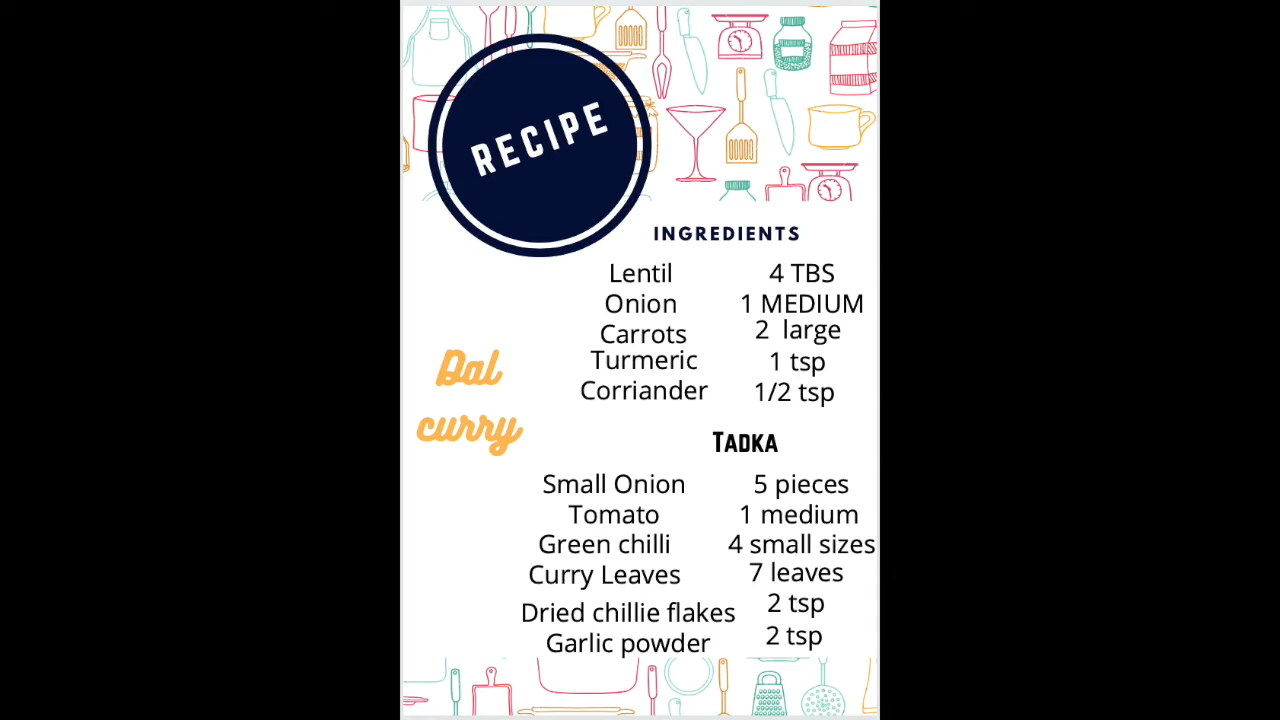 RECIPE
INGREDIENTS
Lentil 4 TBS
Onion 1 MEDIUM
Carrots 2 large
Turmeric 1 tsp
Corriander 1/2 tsp
Dal
curry
TADKA
Small Onion 5 pieces
Tomato 1 medium
Green chilli 4 small sizes
Curry Leaves 7 leaves
Dried chillie flakes 2 tsp
Garlic powder 2 tsp